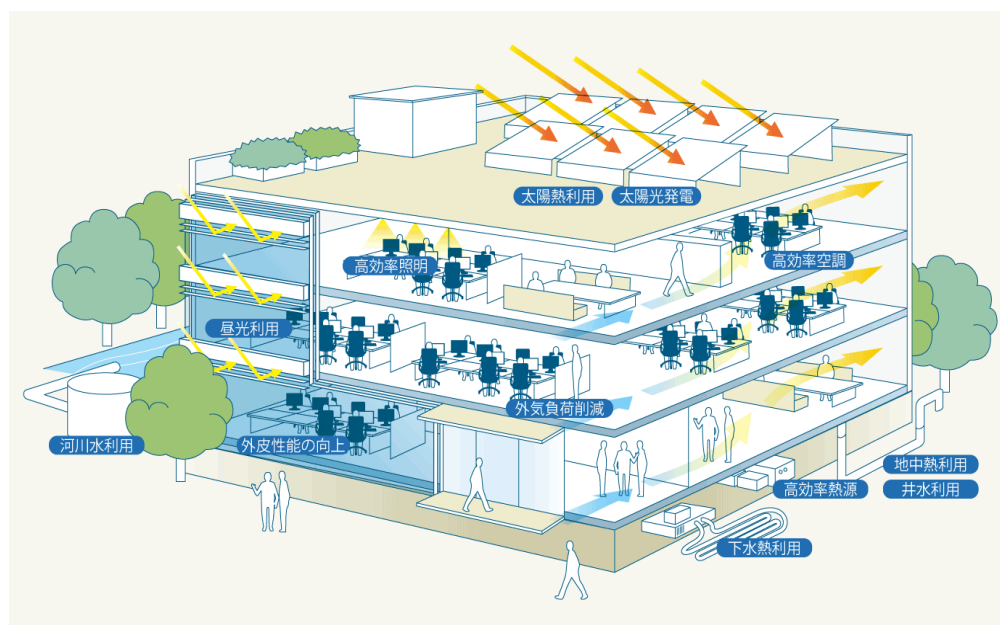 太陽熱利用
太陽光発電
高効率照明
高効率空調
昼光利用
外気負荷削減
河川水利用
外皮性能の向上
地中熱利用
高効率熱源
井水利用
下水熱利用